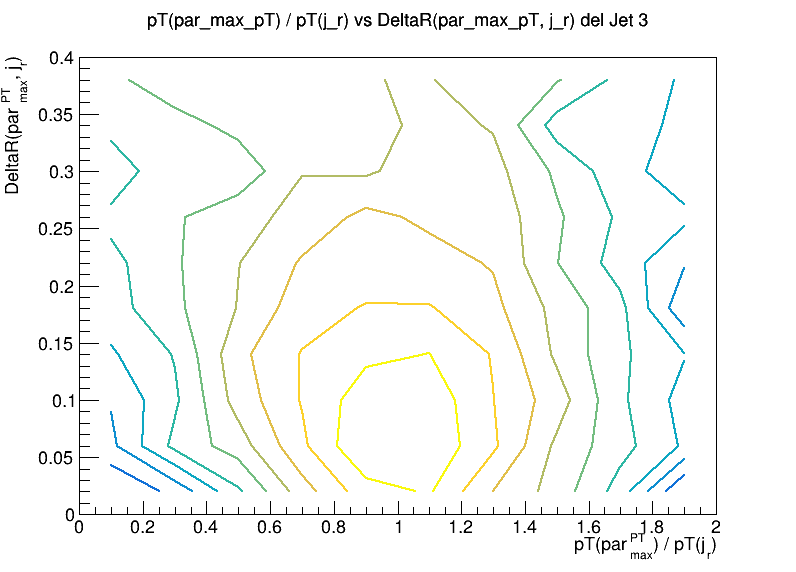 pT(par_max_pT) / pT(j_r) vs DeltaR(par_max_pT, j_r) del Jet 3
DeltaR(par^PT_max, j_r)
0.4
0.35
0.3
0.25
0.2
0.15
0.1
0.05
0
0 0.2 0.4 0.6 0.8 1 1.2 1.4 1.6 1.8 2
pT(par^PT_max) / pT(j_r)